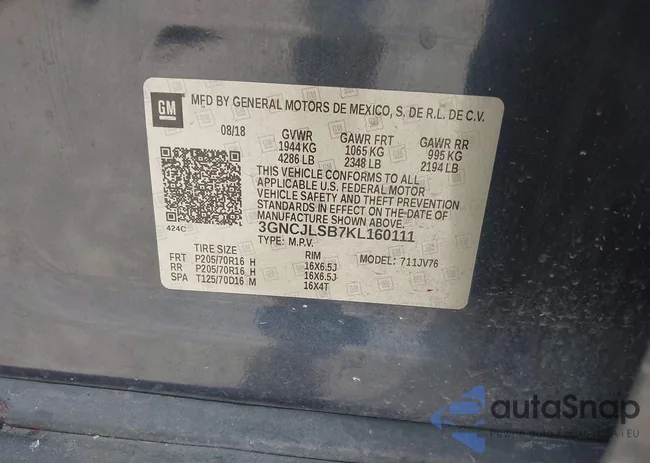 GM MFD BY GENERAL MOTORS DE MEXICO, S. DE R.L. DE C.V.
08/18 GVWR GAWR FRT GAWR RR
1944 KG 1065 KG 995 KG
4286 LB 2348 LB 2194 LB
THIS VEHICLE CONFORMS TO ALL
APPLICABLE U.S. FEDERAL MOTOR
VEHICLE SAFETY AND THEFT PREVENTION
STANDARDS IN EFFECT ON THE DATE OF
MANUFACTURE SHOWN ABOVE.
424C 3GNCJLSB7KL160111
TYPE: M.P.V. MODEL: 711JV76
TIRE SIZE RIM
FRT P205/70R16 H 16X6.5J
RR P205/70R16 H 16X6.5J
SPA T125/70D16 M 16X4T
autoSnap